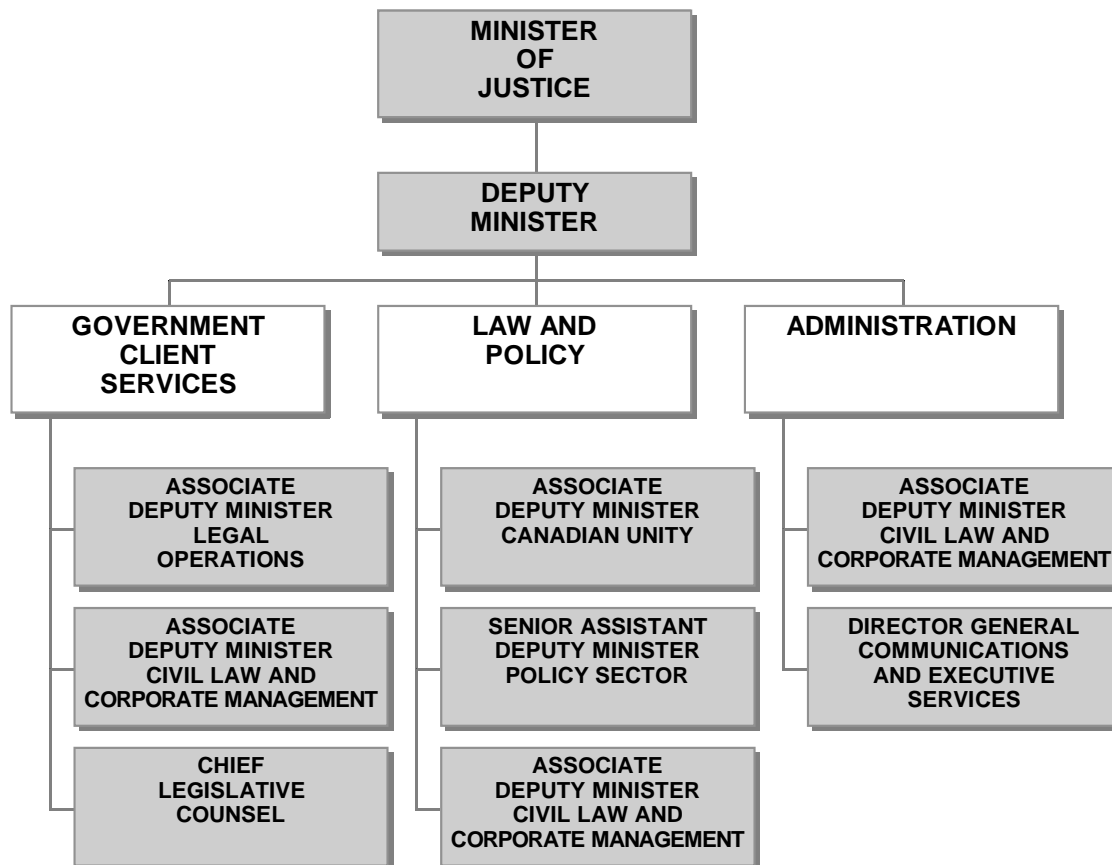 MINISTER
OF
JUSTICE
DEPUTY
MINISTER
GOVERNMENT
CLIENT
SERVICES
LAW AND
POLICY
ADMINISTRATION
ASSOCIATE
DEPUTY MINISTER
LEGAL
OPERATIONS
ASSOCIATE
DEPUTY MINISTER
CIVIL LAW AND
CORPORATE MANAGEMENT
CHIEF
LEGISLATIVE
COUNSEL
ASSOCIATE
DEPUTY MINISTER
CANADIAN UNITY
SENIOR ASSISTANT
DEPUTY MINISTER
POLICY SECTOR
ASSOCIATE
DEPUTY MINISTER
CIVIL LAW AND
CORPORATE MANAGEMENT
ASSOCIATE
DEPUTY MINISTER
CIVIL LAW AND
CORPORATE MANAGEMENT
DIRECTOR GENERAL
COMMUNICATIONS
AND EXECUTIVE
SERVICES